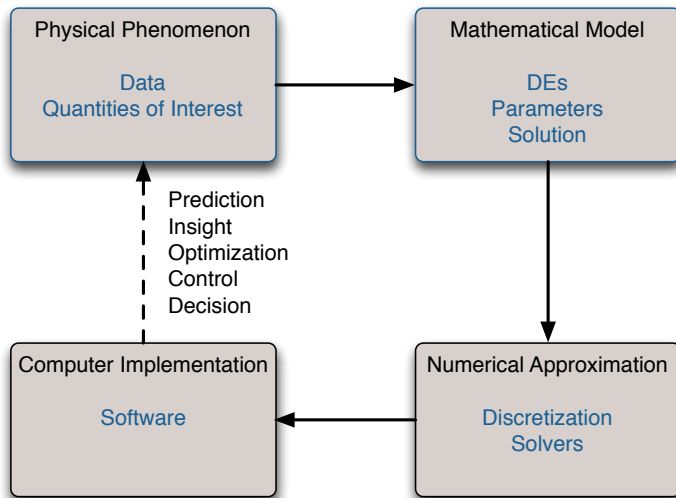 Physical Phenomenon
Data
Quantities of Interest
Mathematical Model
DEs
Parameters
Solution
Prediction
Insight
Optimization
Control
Decision
Computer Implementation
Software
Numerical Approximation
Discretization
Solvers